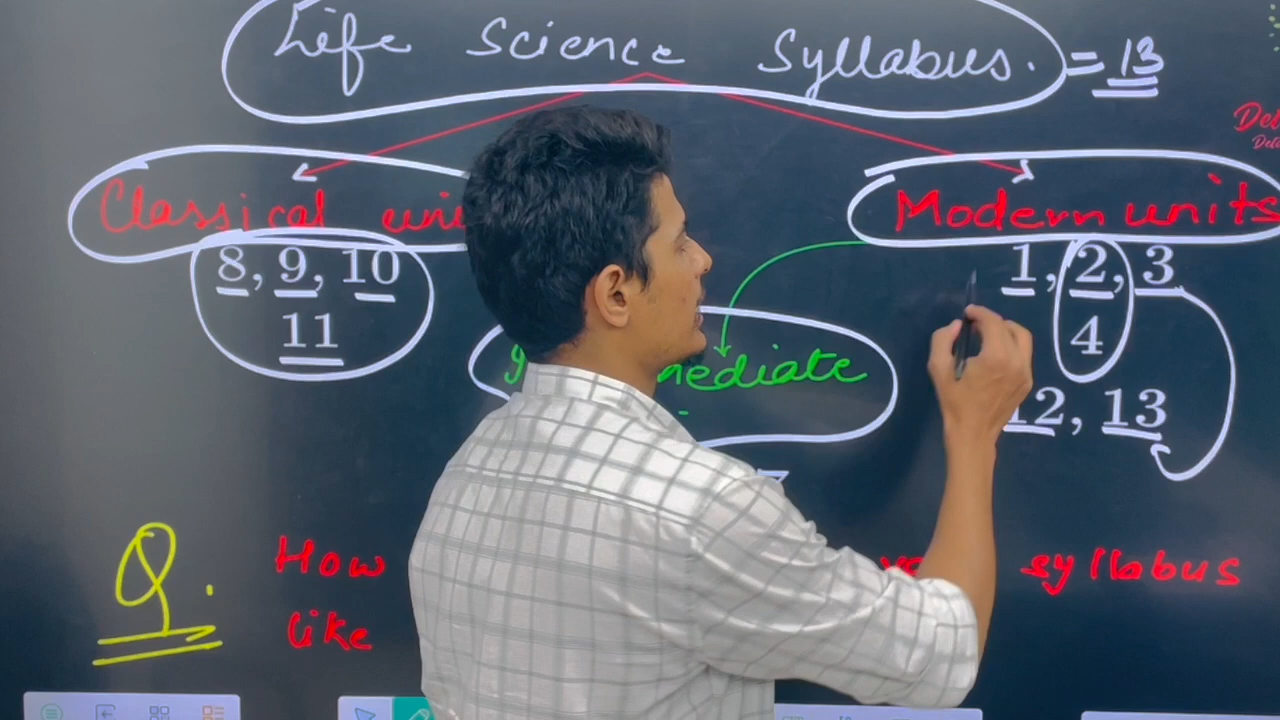 Life Science Syllabus. = 13
Classical Modern units
8, 9, 10
11
1, 2, 3
4
12, 13
Q. How syllabus
like